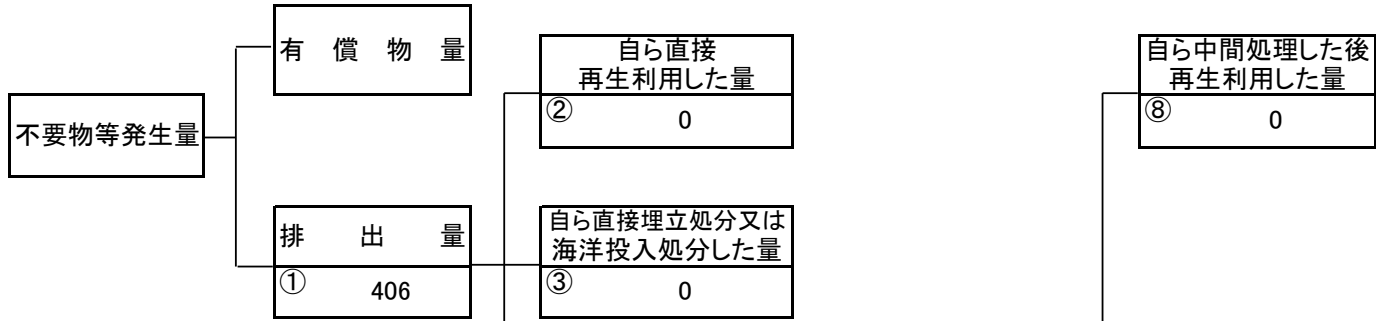 不要物等発生量
有償物量
排出量
① 406
自ら直接
再生利用した量
② 0
自ら直接埋立処分又は
海洋投入処分した量
③ 0
自ら中間処理した後
再生利用した量
⑧ 0